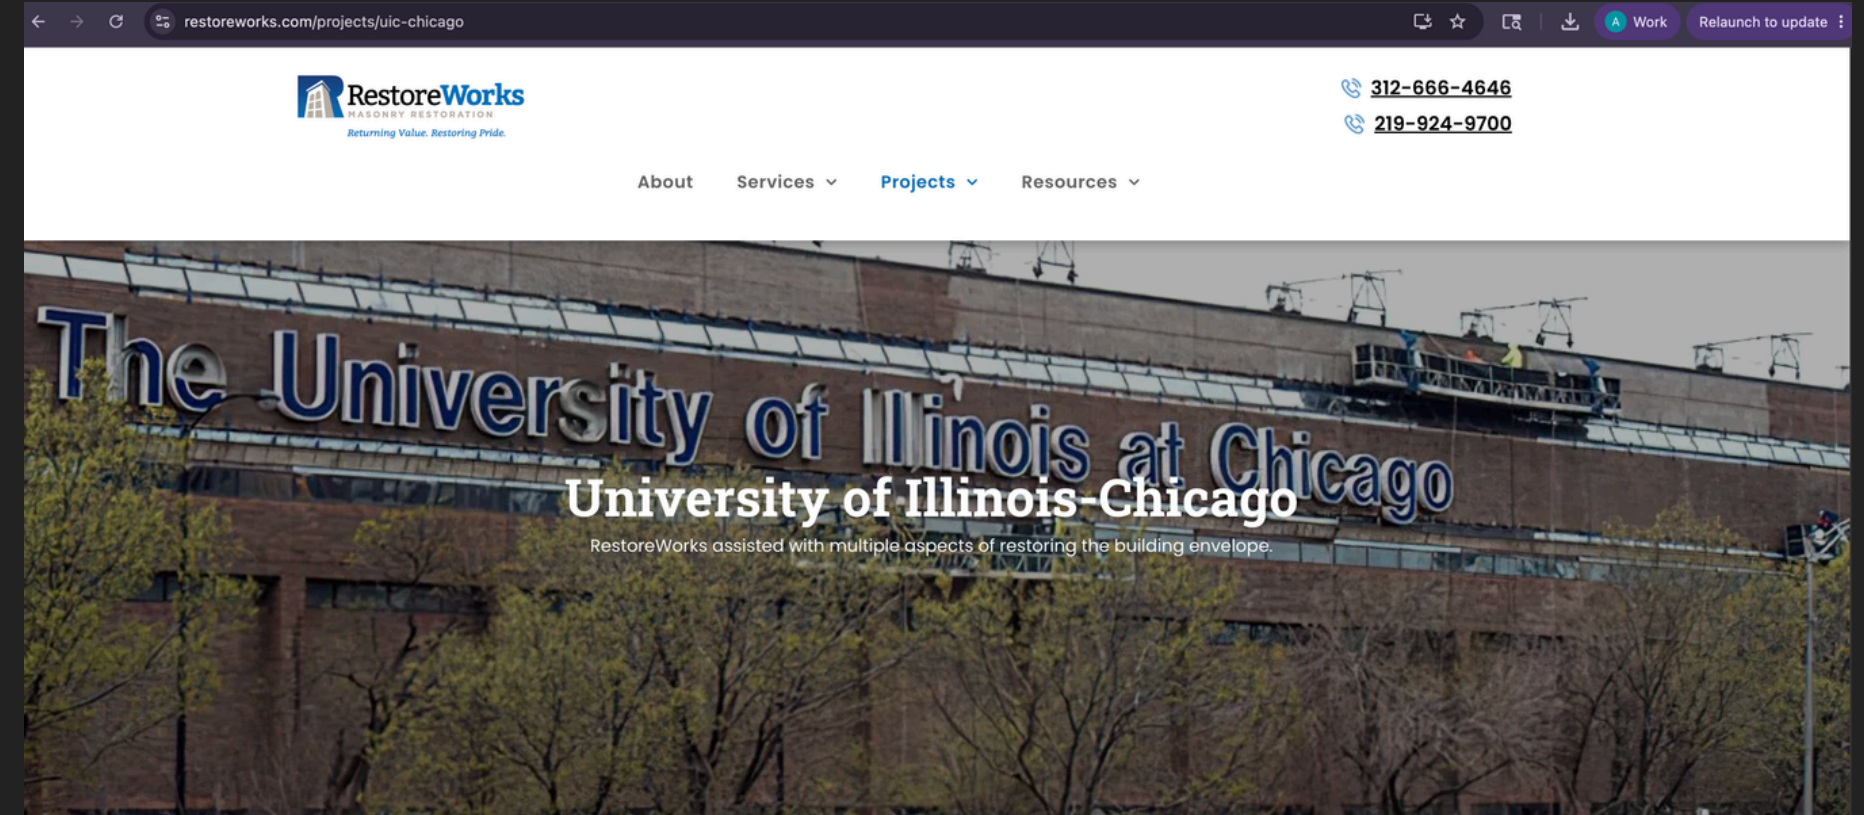 restoreworks.com/projects/uic-chicago
A Work
Relaunch to update
RestoreWorks
MASONRY RESTORATION
Returning Value. Restoring Pride.
312-666-4646
219-924-9700
About
Services
Projects
Resources
The University of Illinois at Chicago
University of Illinois-Chicago
RestoreWorks assisted with multiple aspects of restoring the building envelope.